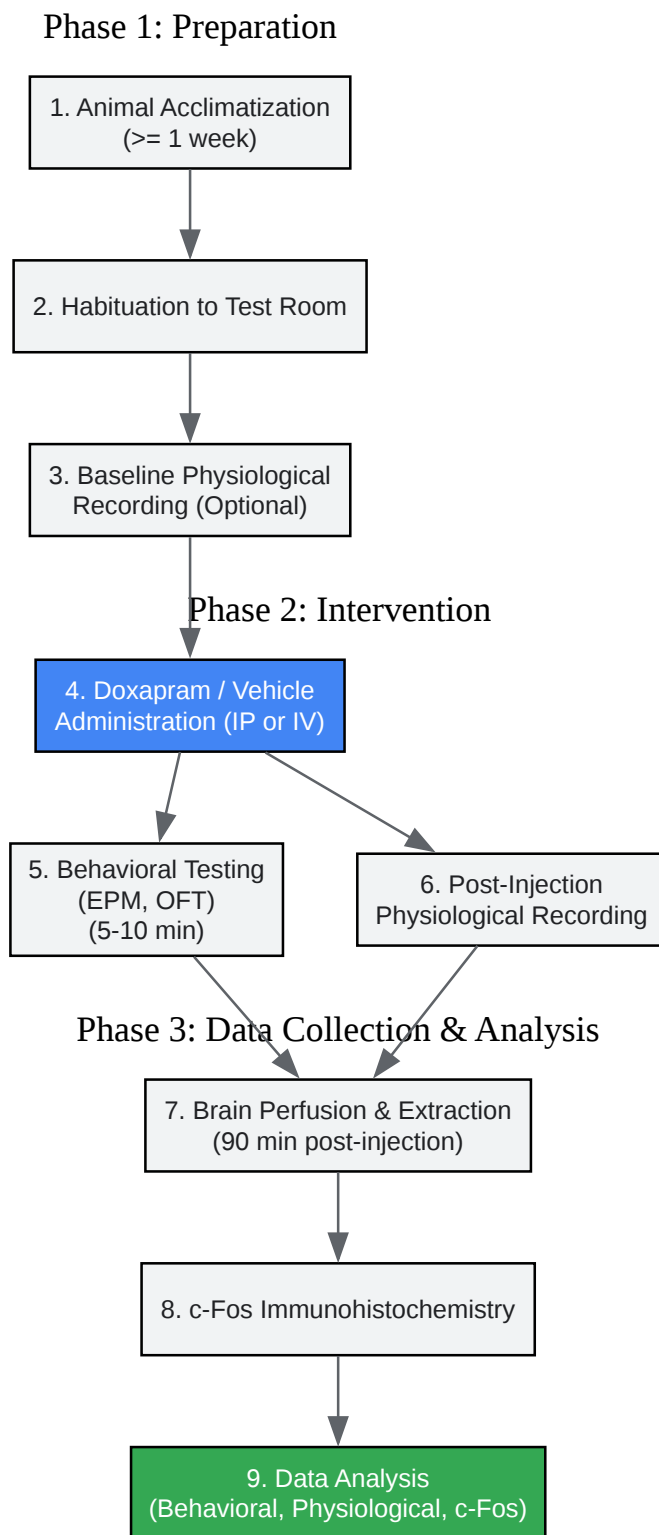 Phase 1: Preparation
1. Animal Acclimatization
(>= 1 week)
2. Habituation to Test Room
3. Baseline Physiological
Recording (Optional)
Phase 2: Intervention
4. Doxapram / Vehicle
Administration (IP or IV)
5. Behavioral Testing
(EPM, OFT)
(5-10 min)
6. Post-Injection
Physiological Recording
Phase 3: Data Collection & Analysis
7. Brain Perfusion & Extraction
(90 min post-injection)
8. c-Fos Immunohistochemistry
9. Data Analysis
(Behavioral, Physiological, c-Fos)